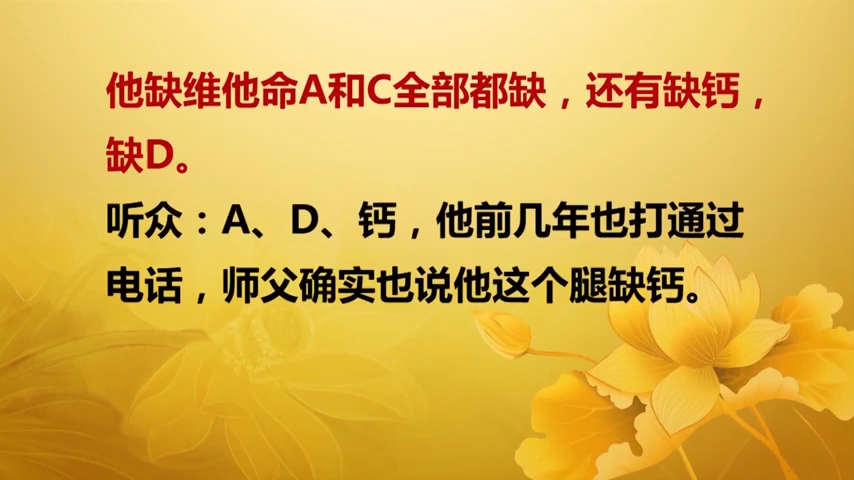 他缺维他命A和C全部都缺，还有缺钙，
缺D。
听众：A、D、钙，他前几年也打通过
电话，师父确实也说他这个腿缺钙。